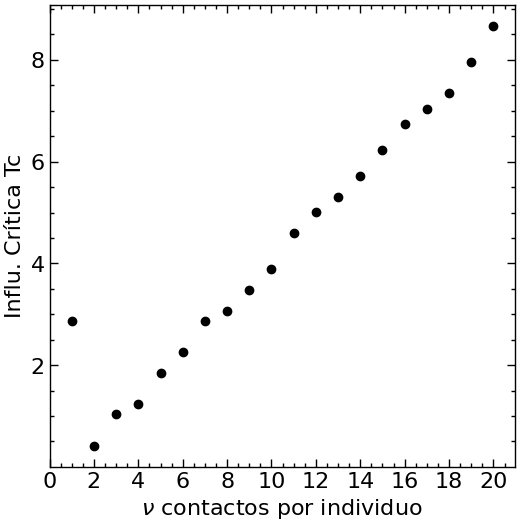 8
6
4
2
0 2 4 6 8 10 12 14 16 18 20
Influ. Crítica Tc
ν contactos por individuo